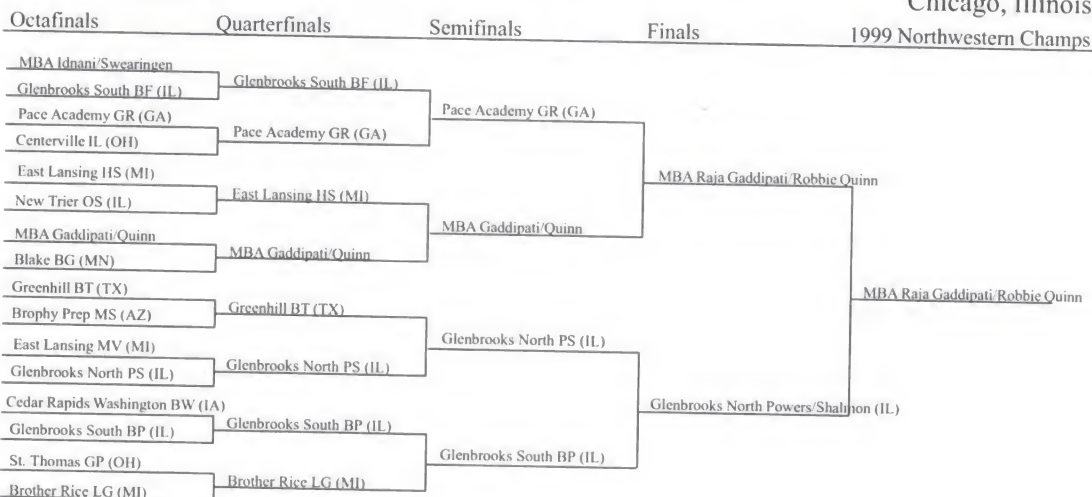 Chicago, Illinois
Octafinals Quarterfinals Semifinals Finals 1999 Northwestern Champs
MBA Idnani/Swearingen
Glenbrooks South BF (IL)
Glenbrooks South BF (IL)
Pace Academy GR (GA)
Pace Academy GR (GA)
Pace Academy GR (GA)
Centerville IL (OH)
East Lansing HS (MI)
MBA Raja Gaddipati/Robbie Quinn
East Lansing HS (MI)
New Trier OS (IL)
MBA Gaddipati/Quinn
MBA Gaddipati/Quinn
MBA Gaddipati/Quinn
Blake BG (MN)
Greenhill BT (TX)
MBA Raja Gaddipati/Robbie Quinn
Greenhill BT (TX)
Brophy Prep MS (AZ)
Glenbrooks North PS (IL)
East Lansing MV (MI)
Glenbrooks North PS (IL)
Glenbrooks North PS (IL)
Cedar Rapids Washington BW (IA)
Glenbrooks North Powers/Shalmon (IL)
Glenbrooks South BP (IL)
Glenbrooks South BP (IL)
Glenbrooks South BP (IL)
St. Thomas GP (OH)
Brother Rice LG (MI)
Brother Rice LG (MI)